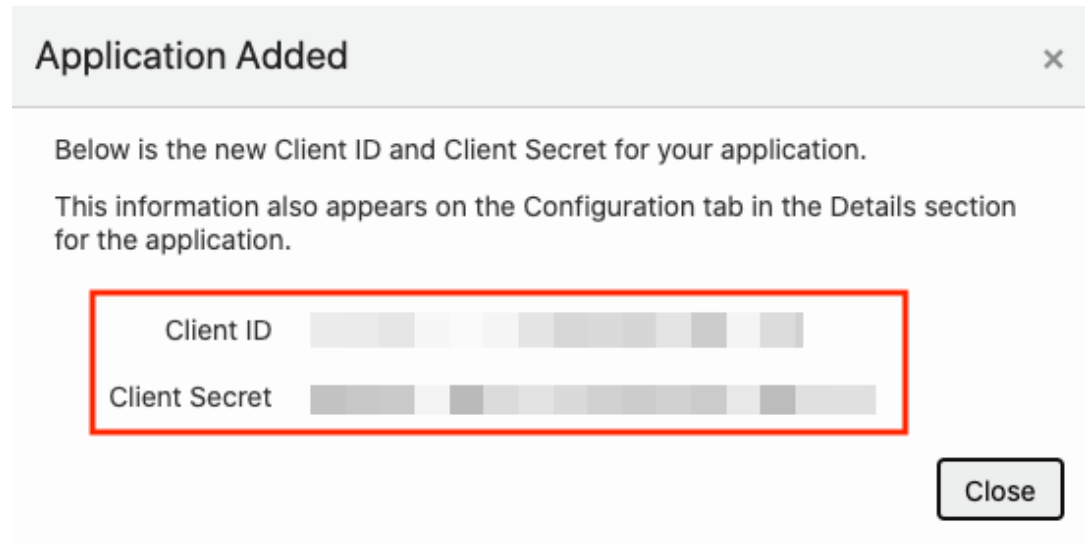 Application Added
×
Below is the new Client ID and Client Secret for your application.
This information also appears on the Configuration tab in the Details section
for the application.
Client ID
Client Secret
Close